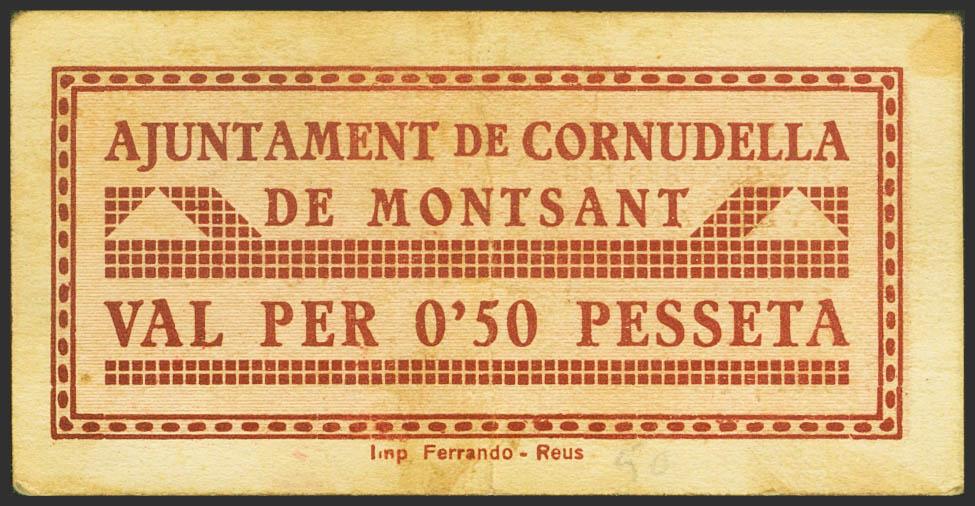 AJUNTAMENT DE CORNUDELLA
DE MONTSANT
VAL PER 0'50 PESSETA
Imp Ferrando - Reus